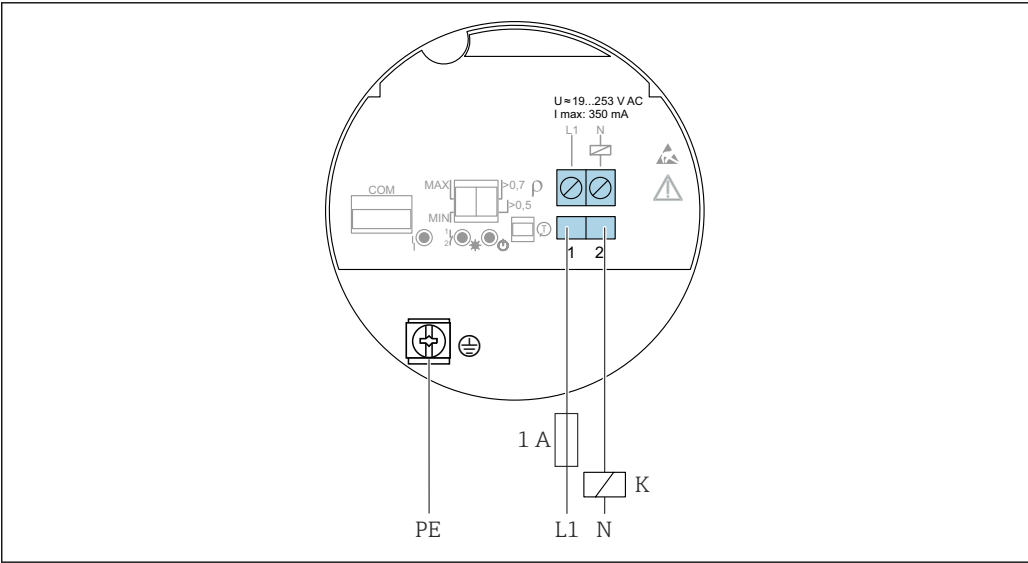 U ≈ 19...253 V AC
I max: 350 mA
L1 N
COM
MAX
>0,7 ρ
>0,5
MIN
1
2
T
1 2
1 A
K
PE L1 N